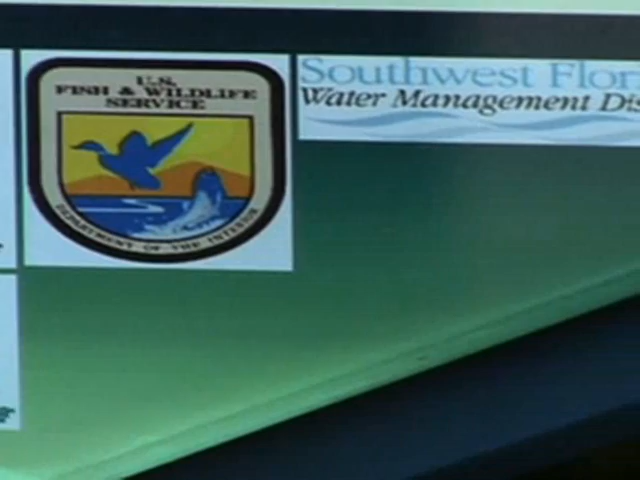 U.S.
FISH & WILDLIFE
SERVICE
DEPARTMENT OF THE INTERIOR
Southwest Flor
Water Management Dis